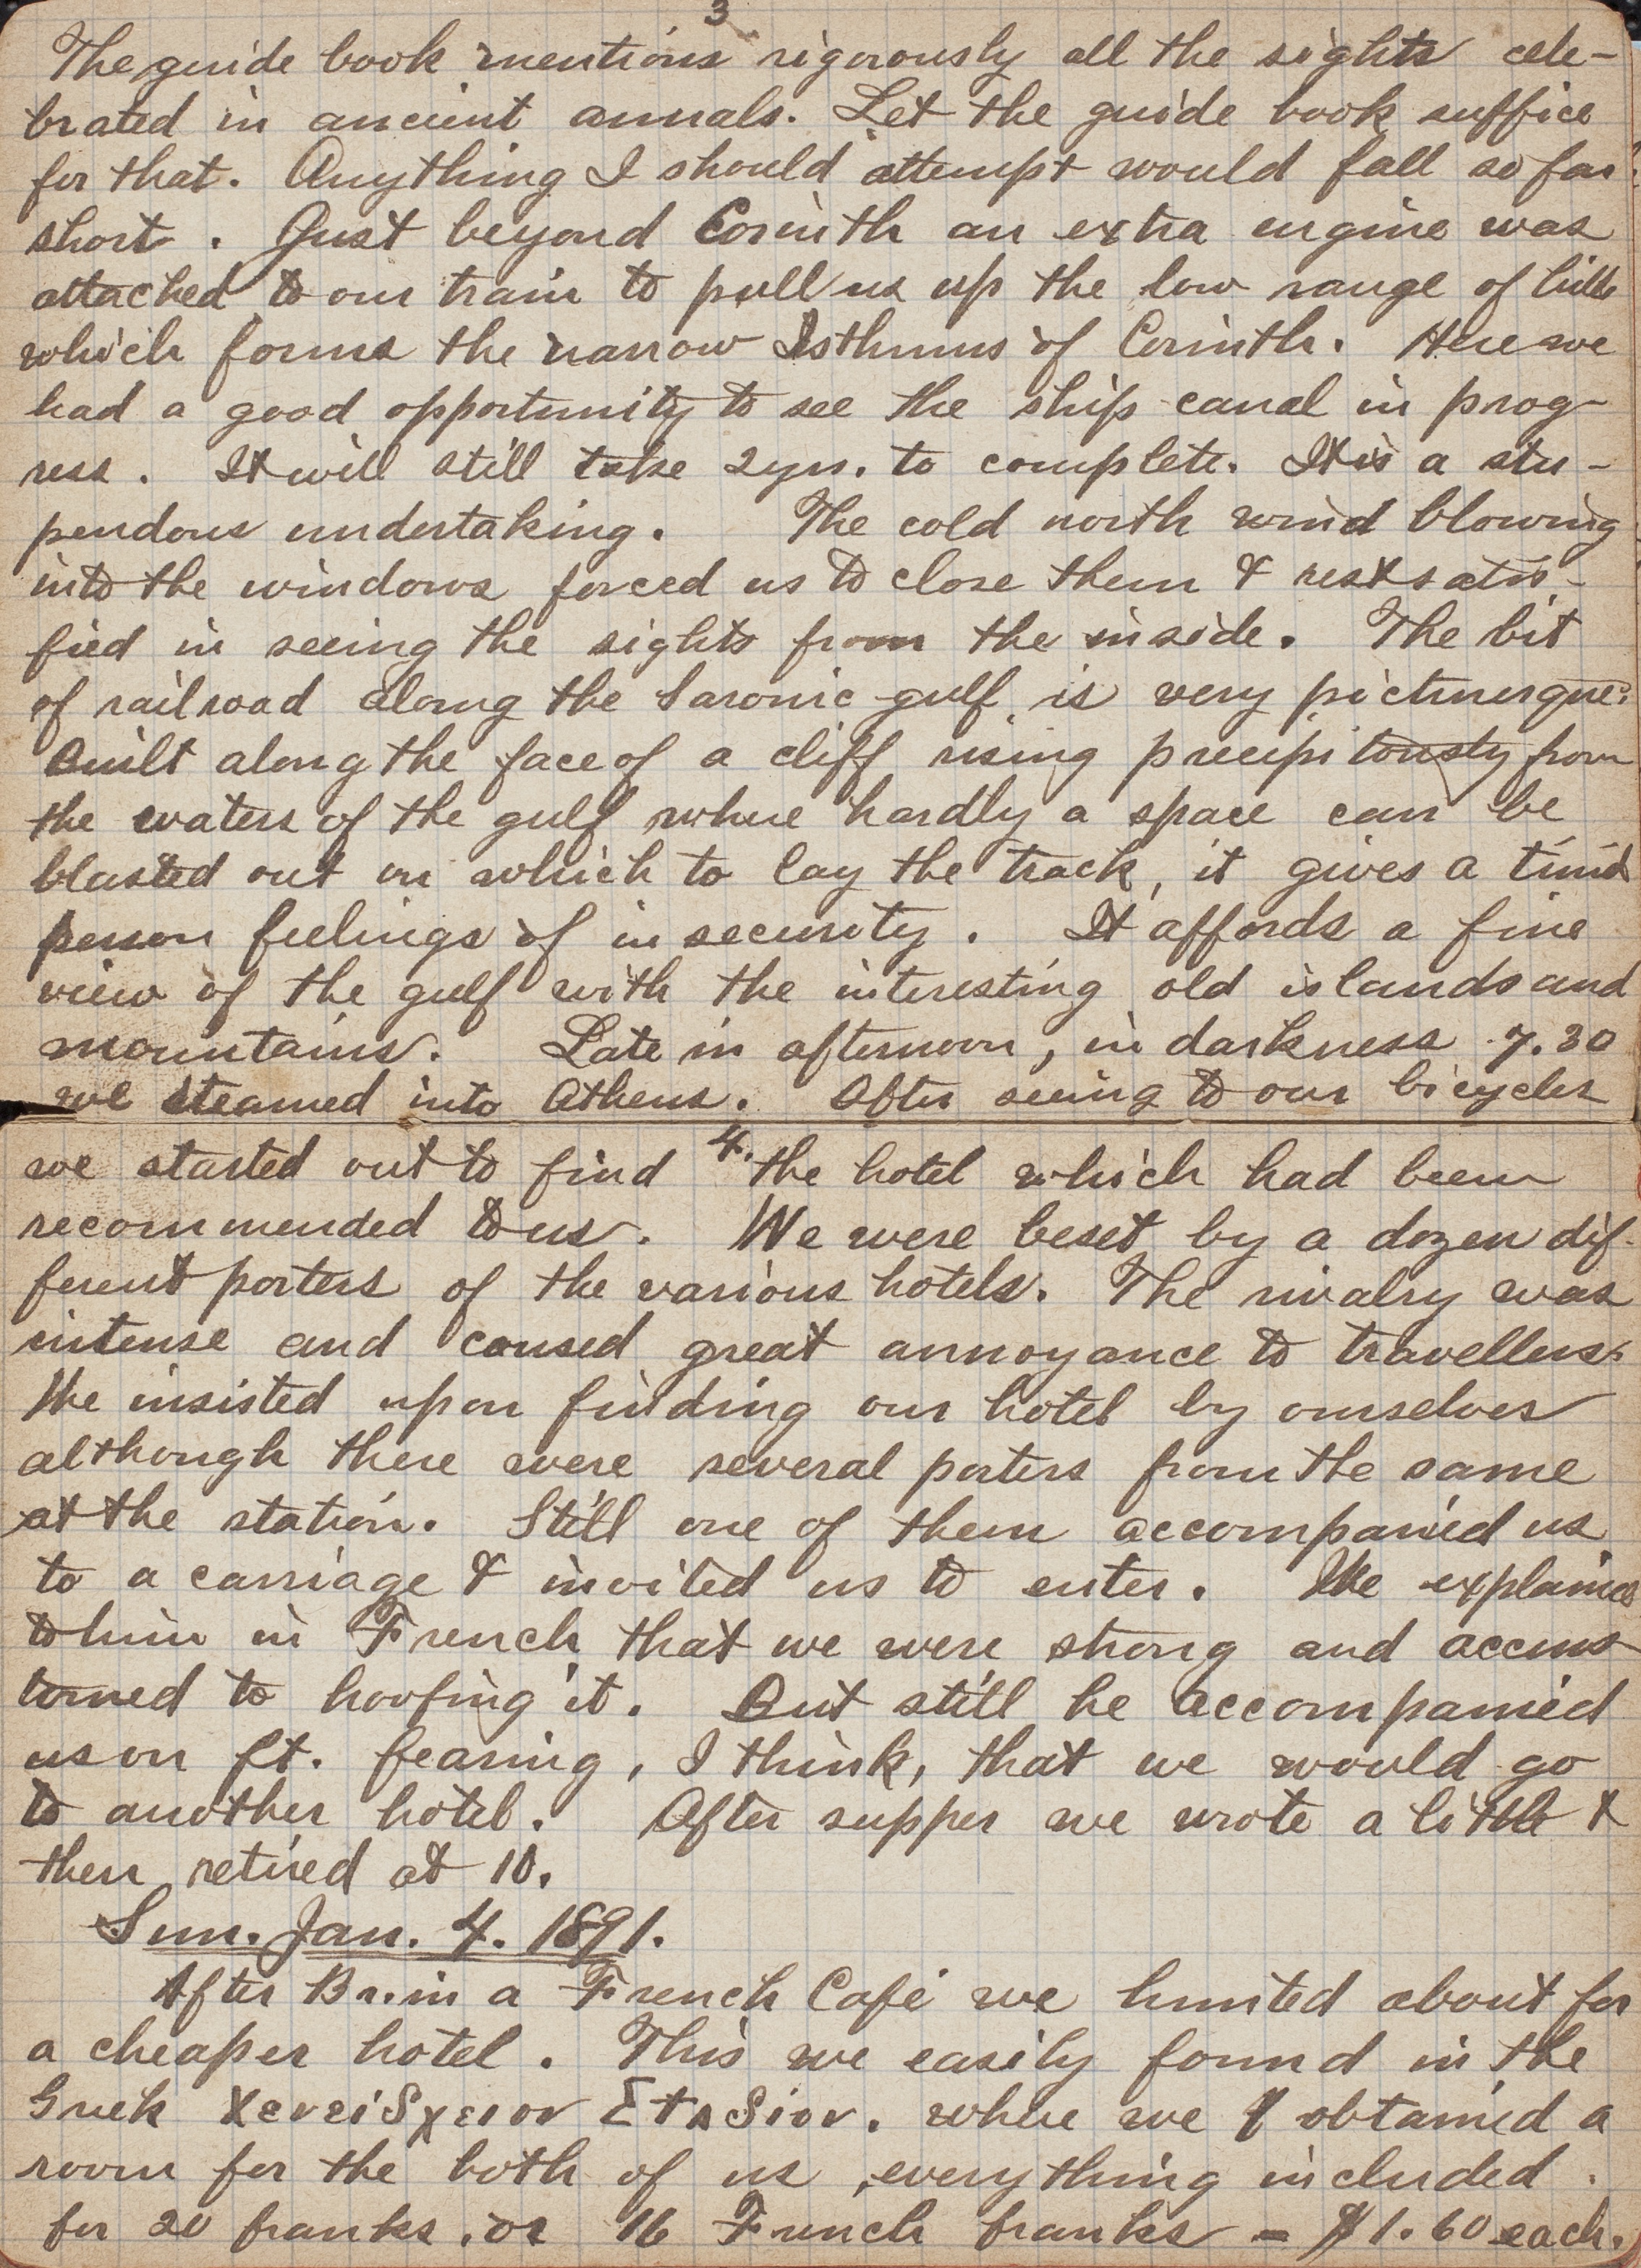 3
The guide book mentions rigorously all the sights cele-
brated in ancient annals. Let the guide book suffice
for that. Anything I should attempt would fall so far
short. Just beyond Corinth an extra engine was
attached to our train to pull us up the low range of hills
which forms the narrow Isthmus of Corinth. Here we
had a good opportunity to see the ship canal in prog-
ress. It will still take 2 yrs. to complete. It is a stu-
pendous undertaking. The cold north wind blowing
into the windows forced us to close them & rest satis-
fied in seeing the sights from the inside. The bit
of railroad along the Saronic gulf is very picturesque.
Built along the face of a cliff rising precipitously from
the waters of the gulf where hardly a space can be
blasted out on which to lay the track, it gives a timid
person feelings of insecurity. It affords a fine
view of the gulf with the interesting old islands and
mountains. Late in afternoon, in darkness 7.30
we steamed into Athens. After seeing to our bicycles
4.
we started out to find the hotel which had been
recommended to us. We were beset by a dozen dif-
ferent porters of the various hotels. The rivalry was
intense and caused great annoyance to travellers.
We insisted upon finding our hotel by ourselves
although there were several porters from the same
at the station. Still one of them accompanied us
to a carriage & invited us to enter. We explained
to him in French that we were strong and accus-
tomed to hoofing it. But still he accompanied
us on ft. fearing, I think, that we would go
to another hotel. After supper we wrote a little &
then retired at 10.
Sun. Jan. 4. 1891.
After Br. in a French Café we hunted about for
a cheaper hotel. This we easily found in the
Greek Σταδιον. where we obtained a
room for the both of us, everything included.
for 20 franks. or 16 French franks = $1.60 each.